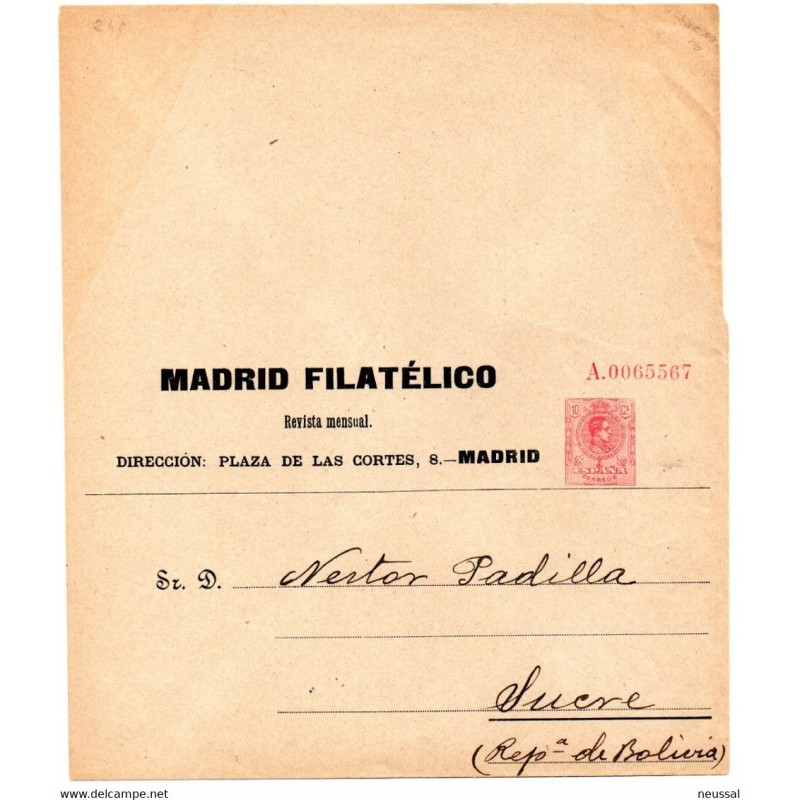 240
A.0065567
MADRID FILATÉLICO
Revista mensual.
DIRECCIÓN: PLAZA DE LAS CORTES, 8.—MADRID
10 Cs
ESPAÑA
CORREOS
Sr. D. Nestor Padilla
Sucre
(Repª de Bolivia)
www.delcampe.net
neussal